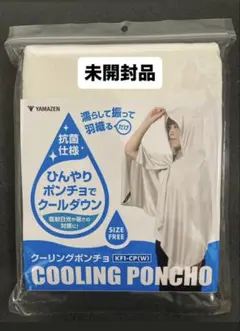 未開封品
YAMAZEN
濡らして振って
羽織るだけ
抗菌
仕様
ひんやり
ポンチョで
クールダウン
直射日光や暑さの
対策に!
SIZE
FREE
クーリングポンチョ KF1-CP(W)
COOLING PONCHO